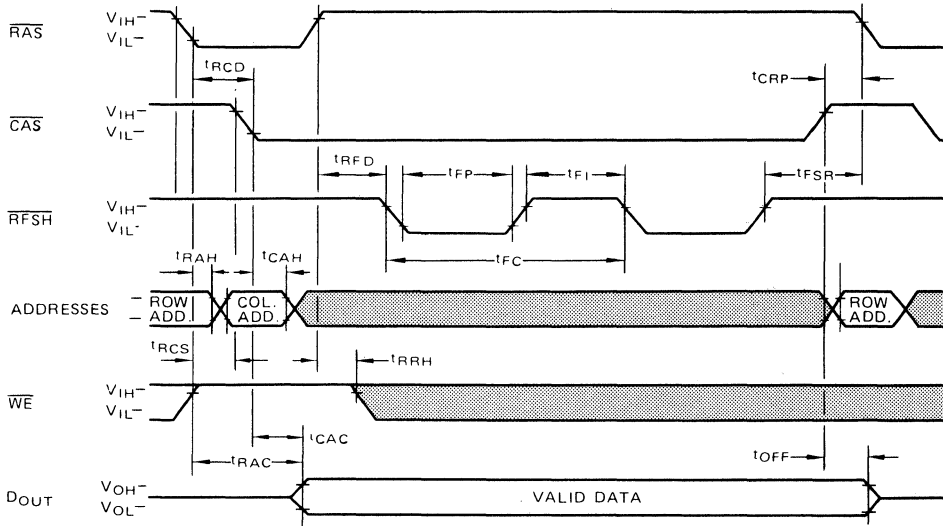 RAS VIH–
VIL–
tRCD
tCRP
CAS VIH–
VIL–
tRFD tFP tFI tFSR
RFSH VIH–
VIL-
tRAH tCAH tFC
ADDRESSES – ROW ADD. COL. ADD. ROW ADD.
tRCS tRRH
WE VIH–
VIL–
tCAC
tRAC tOFF
DOUT VOH–
VOL–
VALID DATA